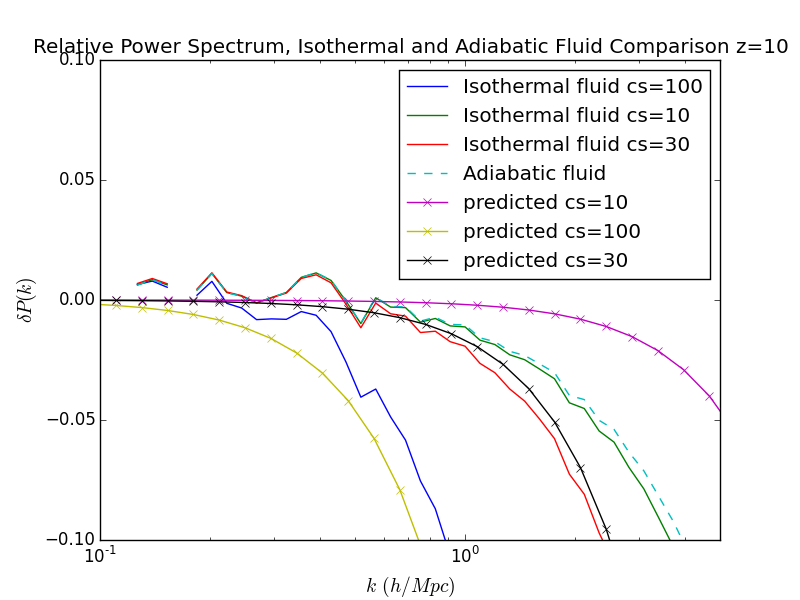 Relative Power Spectrum, Isothermal and Adiabatic Fluid Comparison z=10
0.10
0.05
0.00
−0.05
−0.10
δP(k)
Isothermal fluid cs=100
Isothermal fluid cs=10
Isothermal fluid cs=30
Adiabatic fluid
predicted cs=10
predicted cs=100
predicted cs=30
10⁻¹
10⁰
k (h/Mpc)